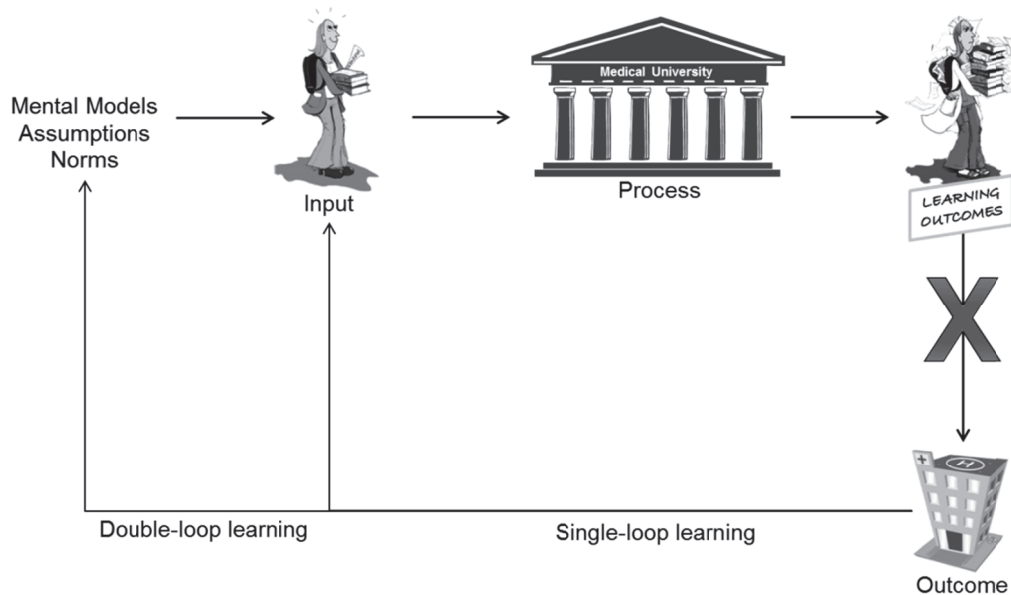 Mental Models
Assumptions
Norms
Input
Medical University
Process
LEARNING
OUTCOMES
X
Double-loop learning
Single-loop learning
H
Outcome